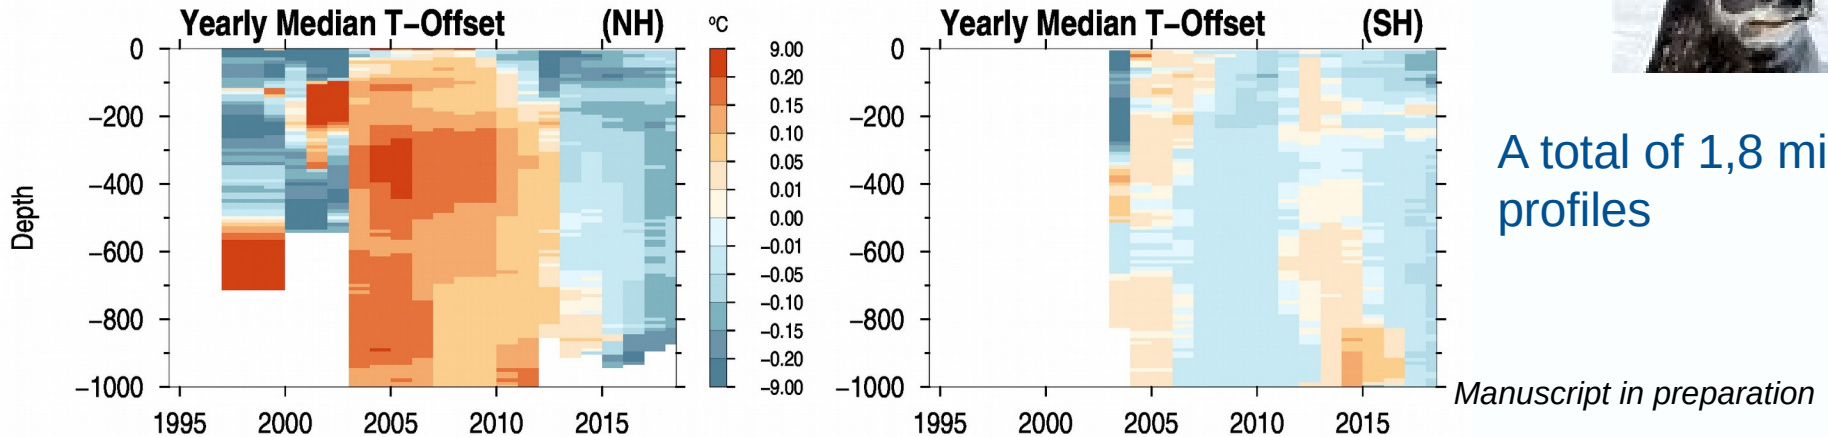 Yearly Median T−Offset (NH)
ºC
Yearly Median T−Offset (SH)
Depth
0
−200
−400
−600
−800
−1000
1995 2000 2005 2010 2015
9.00
0.20
0.15
0.10
0.05
0.01
0.00
−0.01
−0.05
−0.10
−0.15
−0.20
−9.00
0
−200
−400
−600
−800
−1000
1995 2000 2005 2010 2015
A total of 1,8 mi
profiles
Manuscript in preparation